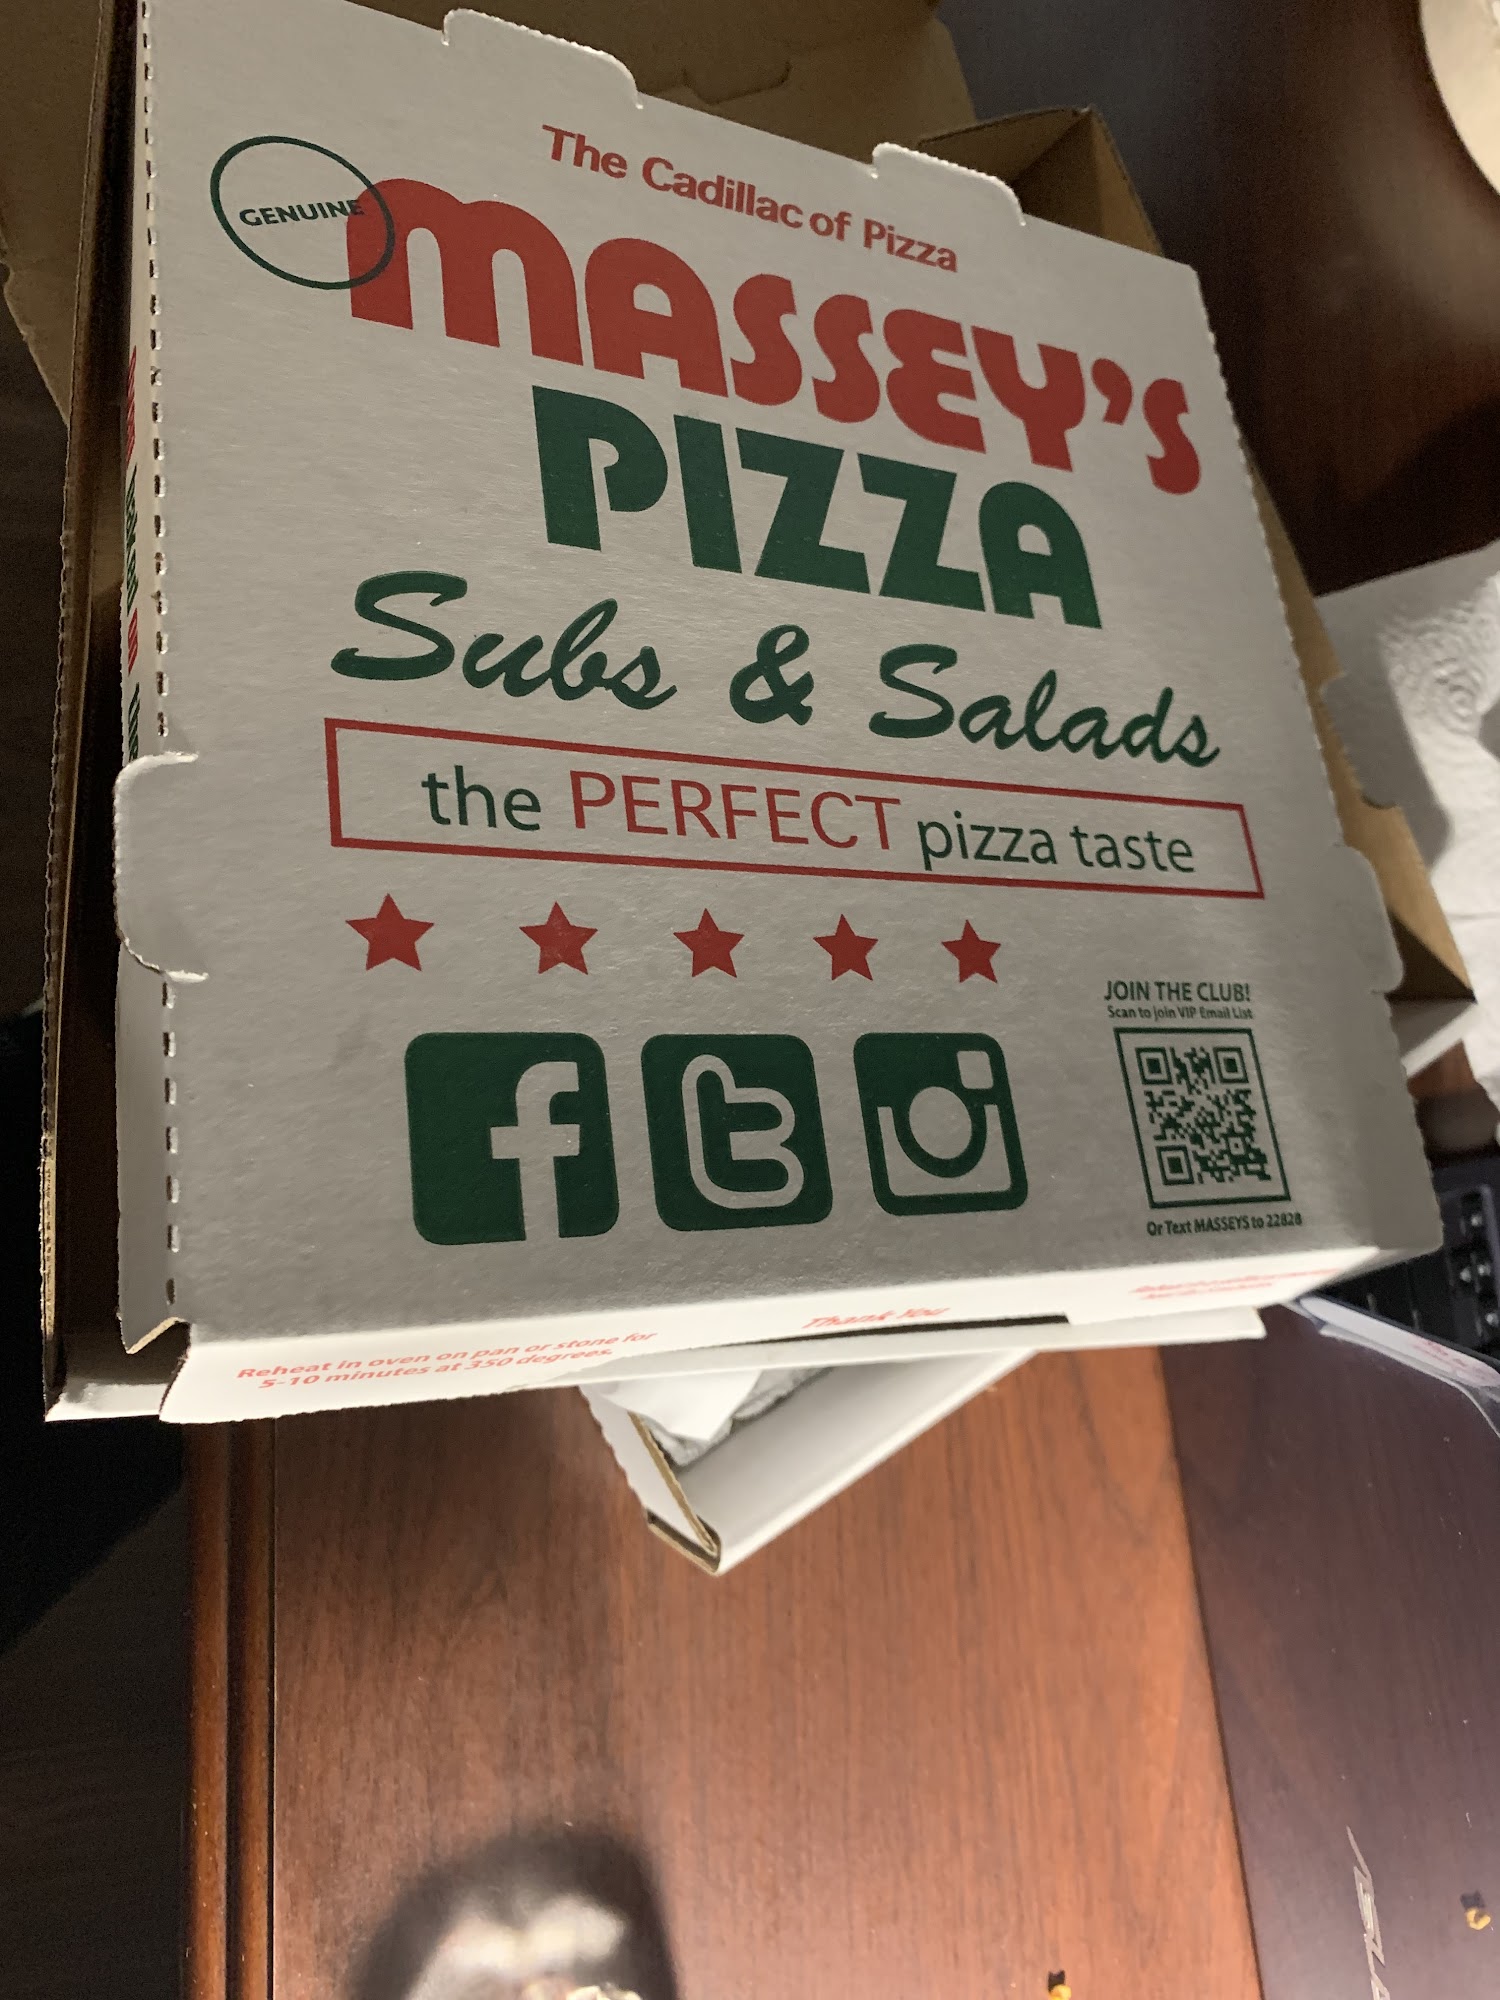 The Cadillac of Pizza
GENUINE
MASSEY'S
PIZZA
Subs & Salads
the PERFECT pizza taste
JOIN THE CLUB!
Scan to join VIP Email List
Or Text MASSEYS to 22828
Reheat in oven on pan or stone for
5-10 minutes at 350 degrees.
Thank You